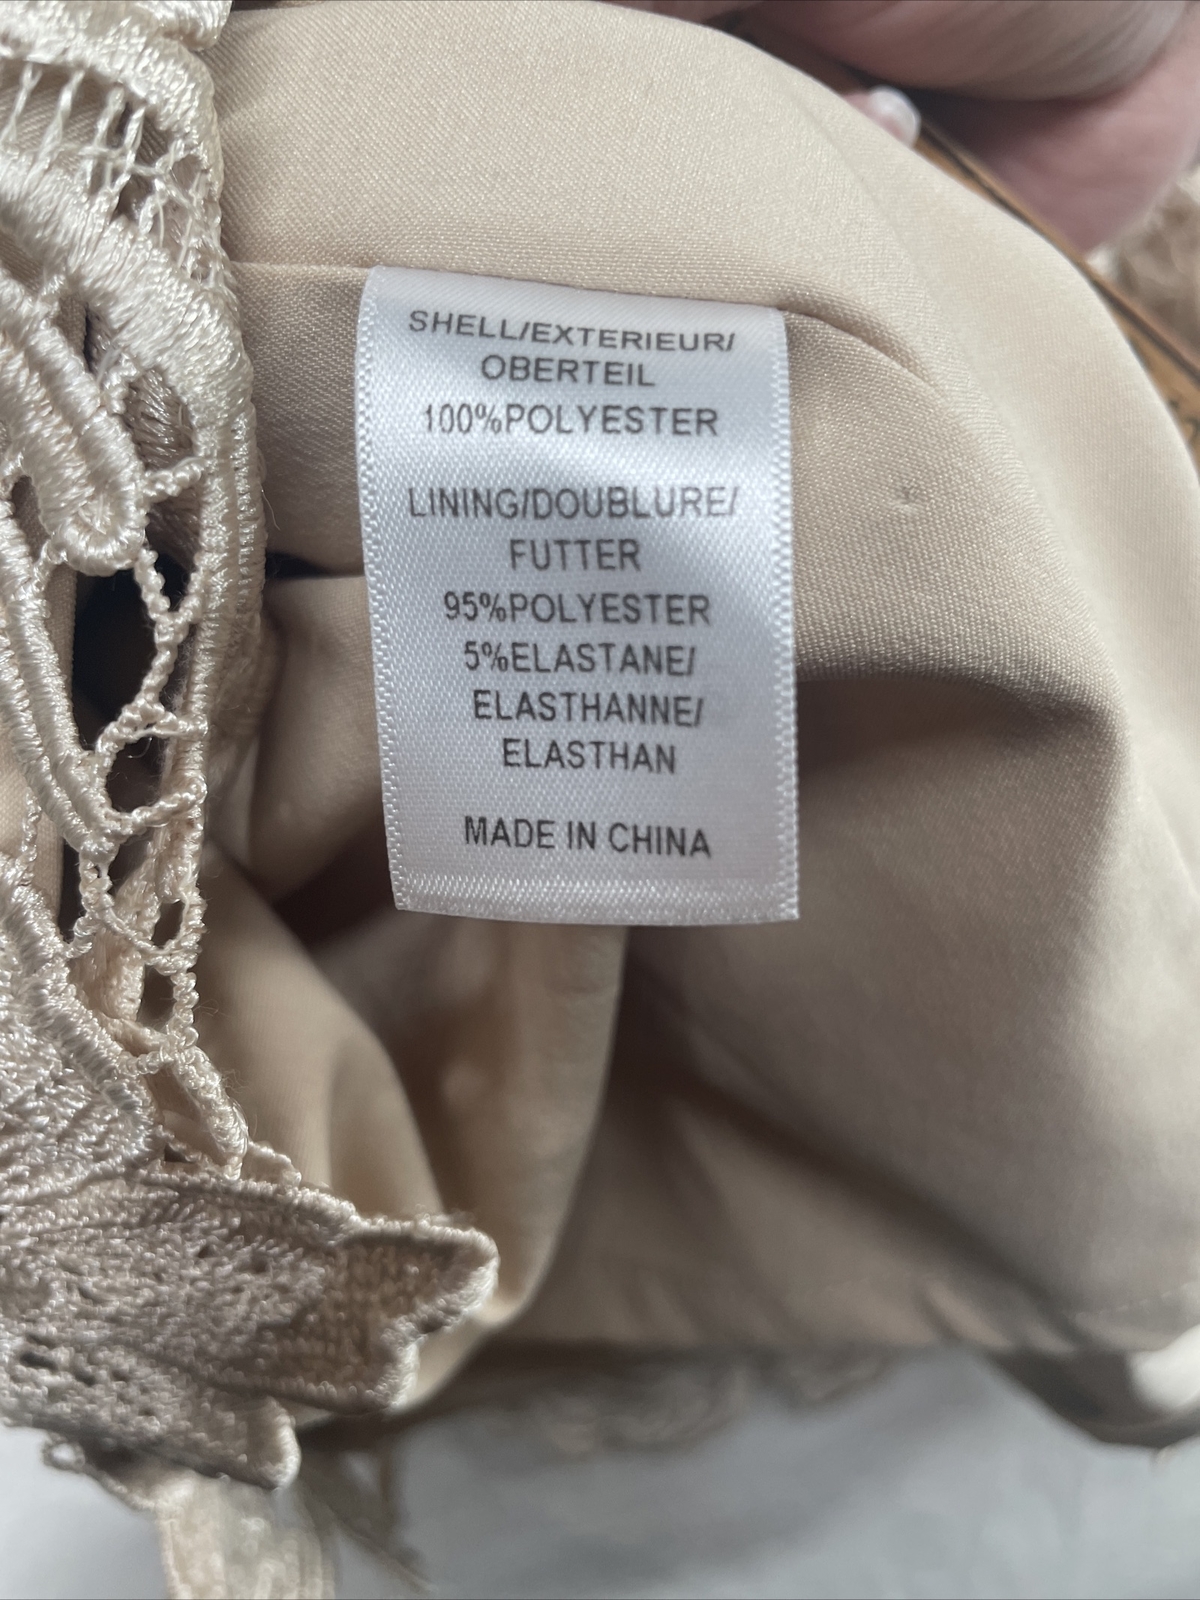 SHELL/EXTERIEUR/
OBERTEIL
100%POLYESTER
LINING/DOUBLURE/
FUTTER
95%POLYESTER
5%ELASTANE/
ELASTHANNE/
ELASTHAN
MADE IN CHINA